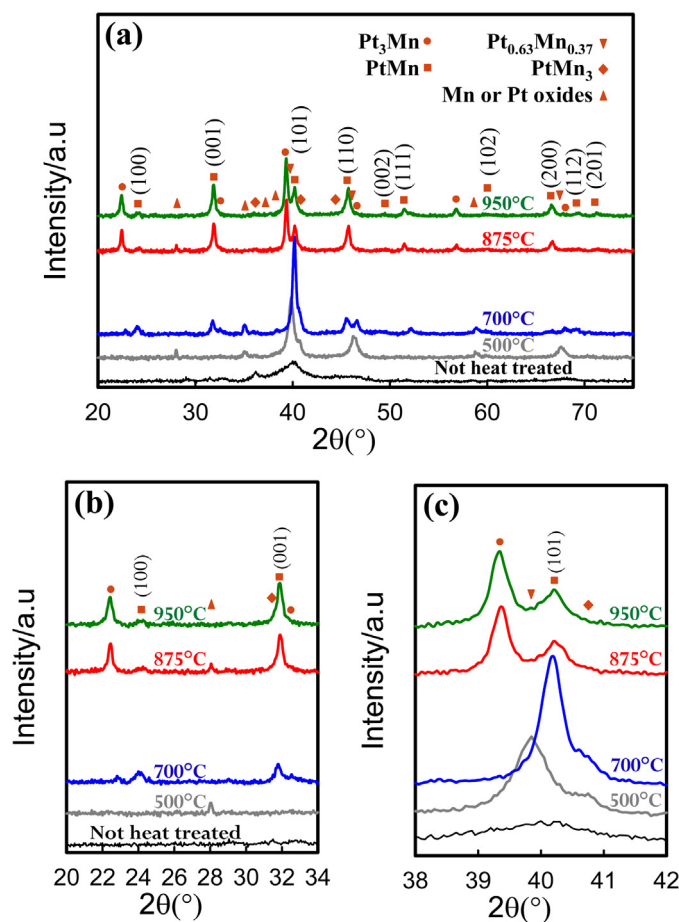 (a)
Pt₃Mn ●
Pt₀.₆₃Mn₀.₃₇ ▼
PtMn ■
PtMn₃ ◆
Mn or Pt oxides ▲
(100)
(001)
(101)
(110)
(002)
(111)
(102)
(200)
(112)
(201)
950°C
875°C
700°C
500°C
Not heat treated
Intensity/a.u
20 30 40 50 60 70
2θ(°)
(b)
(100)
(001)
950°C
875°C
700°C
500°C
Not heat treated
Intensity/a.u
20 22 24 26 28 30 32 34
2θ(°)
(c)
(101)
950°C
875°C
700°C
500°C
Intensity/a.u
38 39 40 41 42
2θ(°)